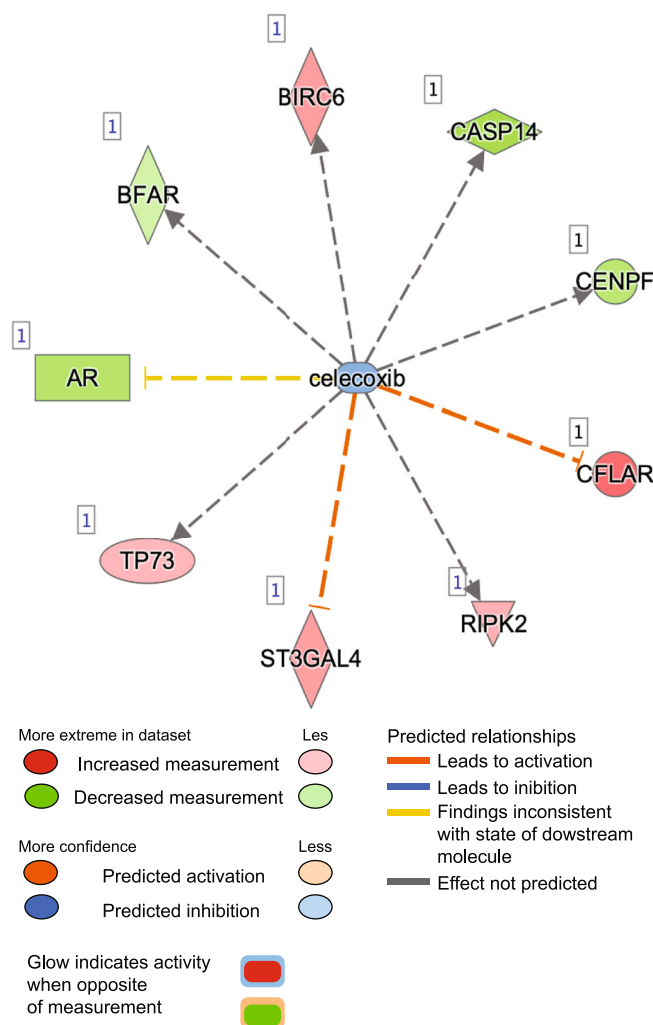 1
BIRC6
1
CASP14
1
BFAR
1
CENPF
1
AR
celecoxib
1
CFLAR
1
TP73
1
ST3GAL4
1
RIPK2
More extreme in dataset
Les
Increased measurement
Decreased measurement
More confidence
Less
Predicted activation
Predicted inhibition
Glow indicates activity
when opposite
of measurement
Predicted relationships
Leads to activation
Leads to inibition
Findings inconsistent
with state of dowstream
molecule
Effect not predicted